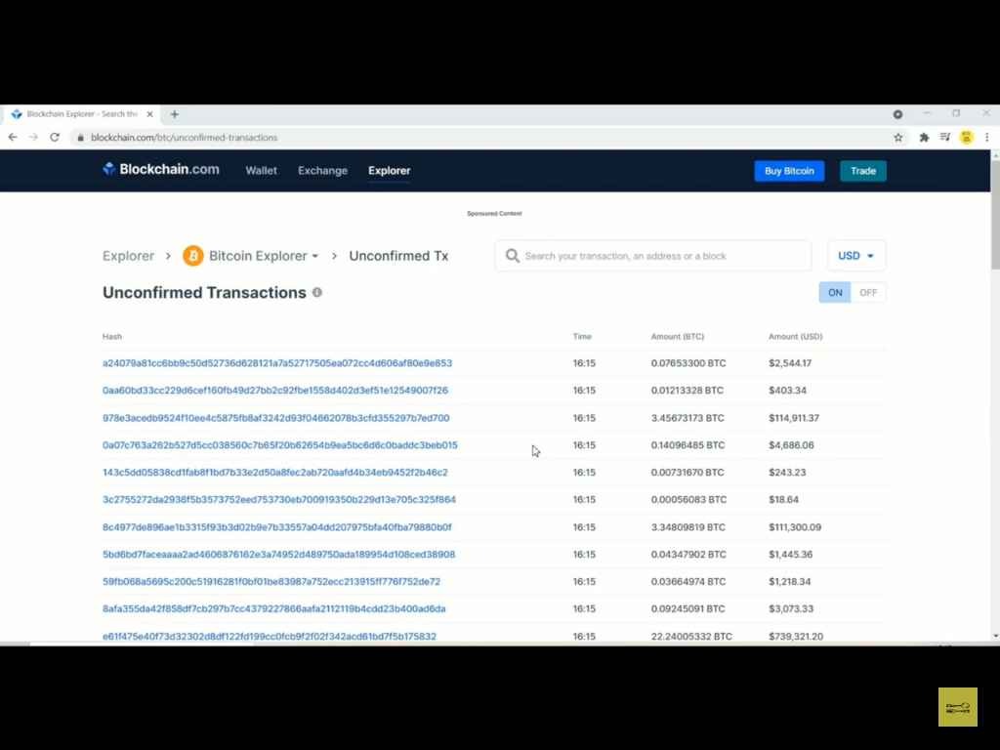 Blockchain Explorer - Search the
blockchain.com/btc/unconfirmed-transactions
Blockchain.com Wallet Exchange Explorer Buy Bitcoin Trade
Sponsored Content
Explorer > Bitcoin Explorer > Unconfirmed Tx Search your transaction, an address or a block USD
Unconfirmed Transactions ON OFF
Hash Time Amount (BTC) Amount (USD)
a24079a81cc6bb9c50d52736d628121a7a52717505ea072cc4d606af80e9e853 16:15 0.07653300 BTC $2,544.17
0aa60bd33cc229d6cef160fb49d27bb2c92fbe1558d402d3ef51e12549007f26 16:15 0.01213328 BTC $403.34
978e3acedb9524f10ee4c5875fb8af3242d93f04662078b3cfd355297b7ed700 16:15 3.45673173 BTC $114,911.37
0a07c763a262b527d5cc038560c7b65f20b62654b9ea5bc6d6c0baddc3beb015 16:15 0.14096485 BTC $4,686.06
143c5dd05838cd1fab8f1bd7b33e2d50a8fec2ab720aafd4b34eb9452f2b46c2 16:15 0.00731670 BTC $243.23
3c2755272da2936f5b3573752eed753730eb700919350b229d13e705c325f864 16:15 0.00056083 BTC $18.64
8c4977de896ae1b3315f93b3d02b9e7b33557a04dd207975bfa40fba79880b0f 16:15 3.34809819 BTC $111,300.09
5bd6bd7faceaaaa2ad4606876162e3a74952d489750ada189954d108ced38908 16:15 0.04347902 BTC $1,445.36
59fb068a5695c200c51916281f0bf01be83987a752ecc213915ff776f752de72 16:15 0.03664974 BTC $1,218.34
8afa355da42f858df7cb297b7cc4379227866aafa2112119b4cdd23b400ad6da 16:15 0.09245091 BTC $3,073.33
e61f475e40f73d32302d8df122fd199cc0fcb9f2f02f342acd61bd7f5b175832 16:15 22.24005332 BTC $739,321.20